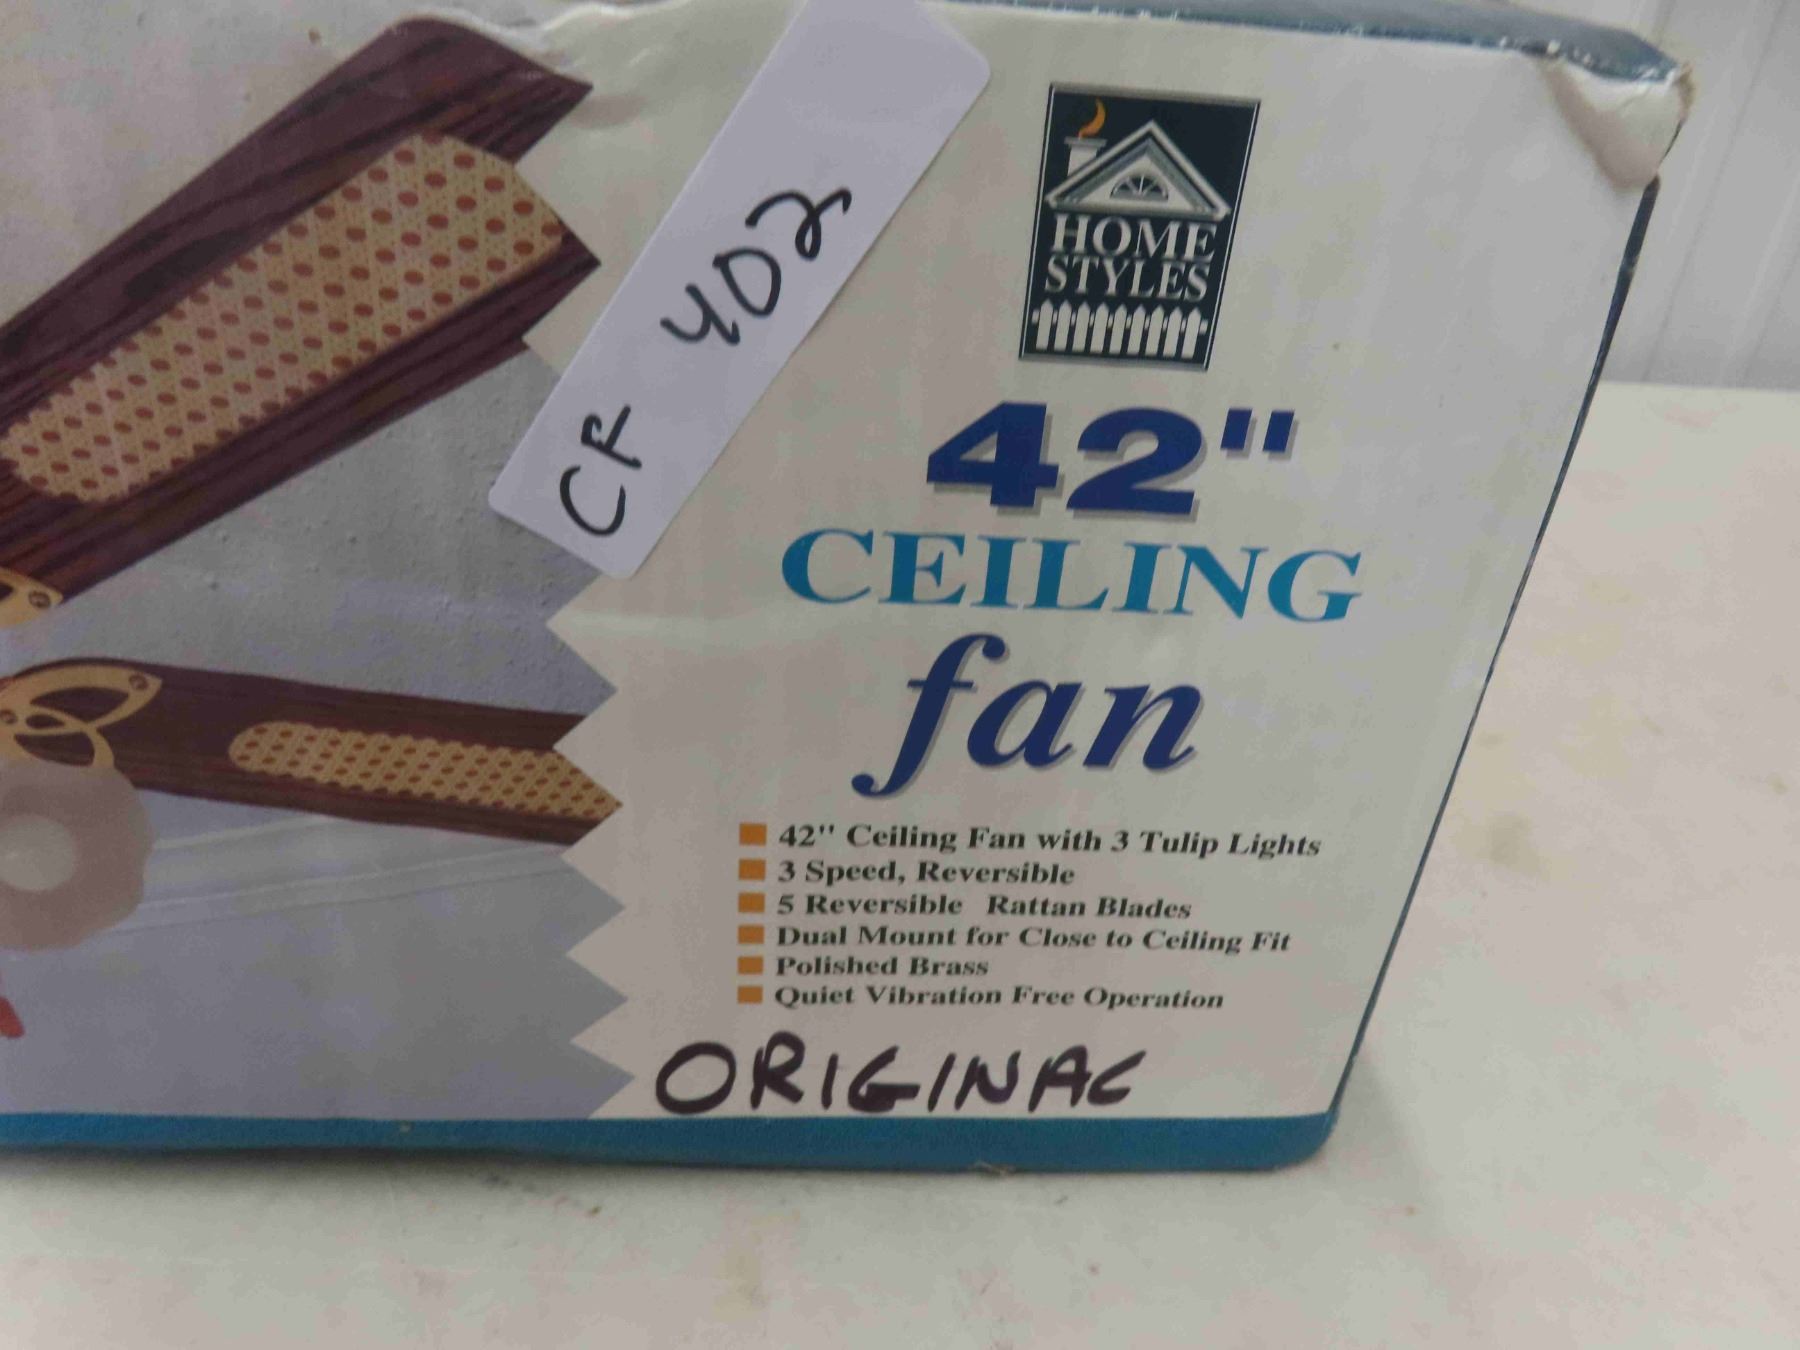 CF 402
HOME
STYLES
42"
CEILING
fan
42" Ceiling Fan with 3 Tulip Lights
3 Speed, Reversible
5 Reversible Rattan Blades
Dual Mount for Close to Ceiling Fit
Polished Brass
Quiet Vibration Free Operation
ORIGINAL